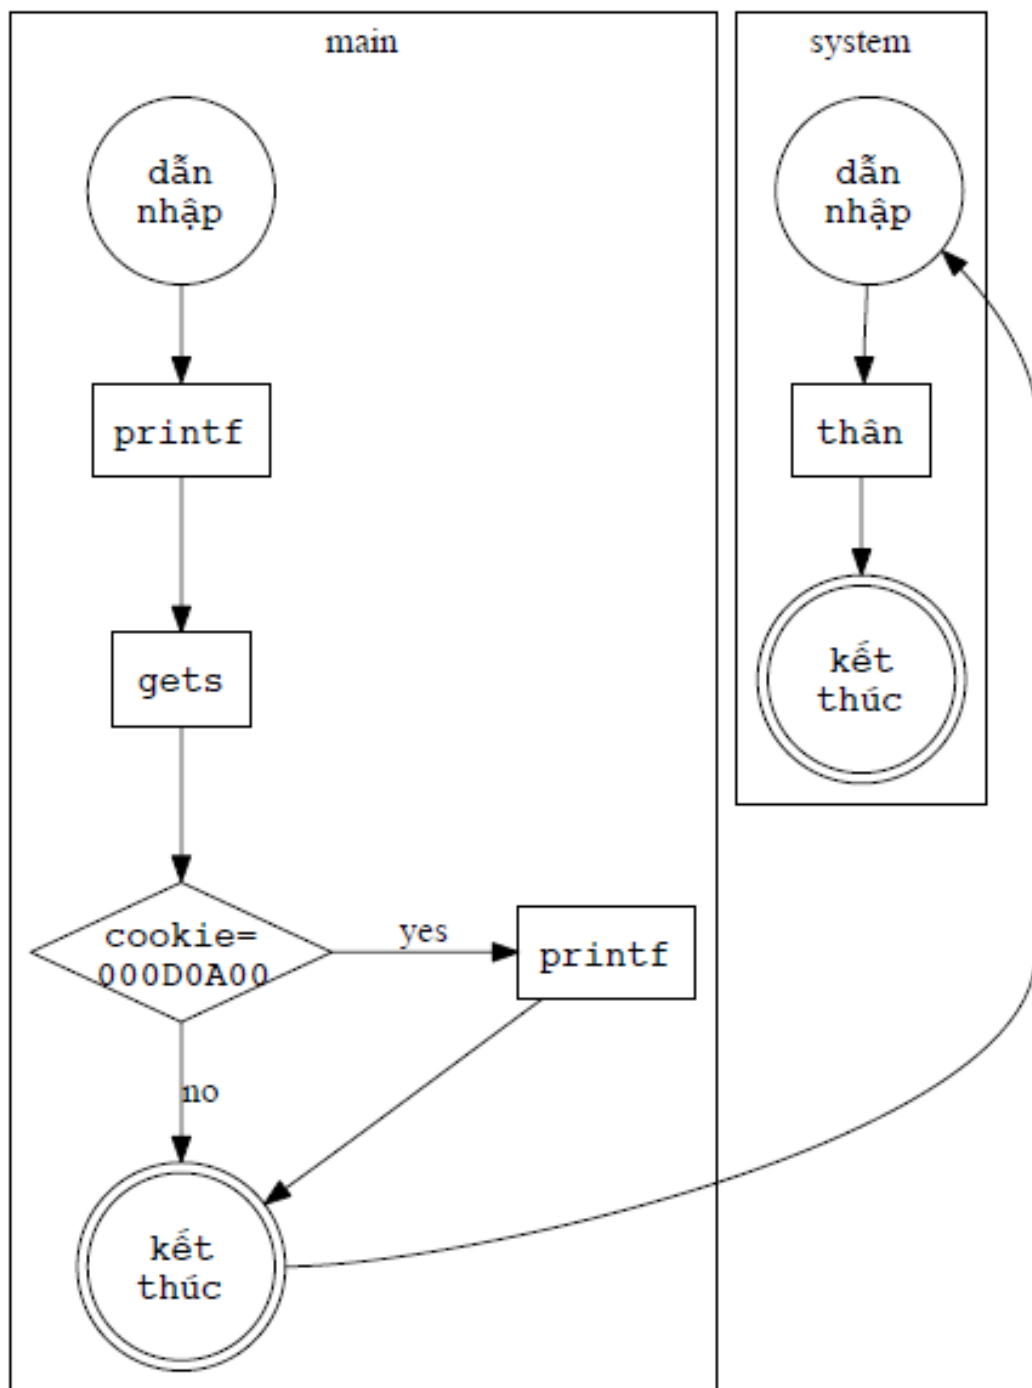 main
dẫn
nhập
printf
gets
cookie=
000D0A00
yes
printf
no
kết
thúc
system
dẫn
nhập
thân
kết
thúc